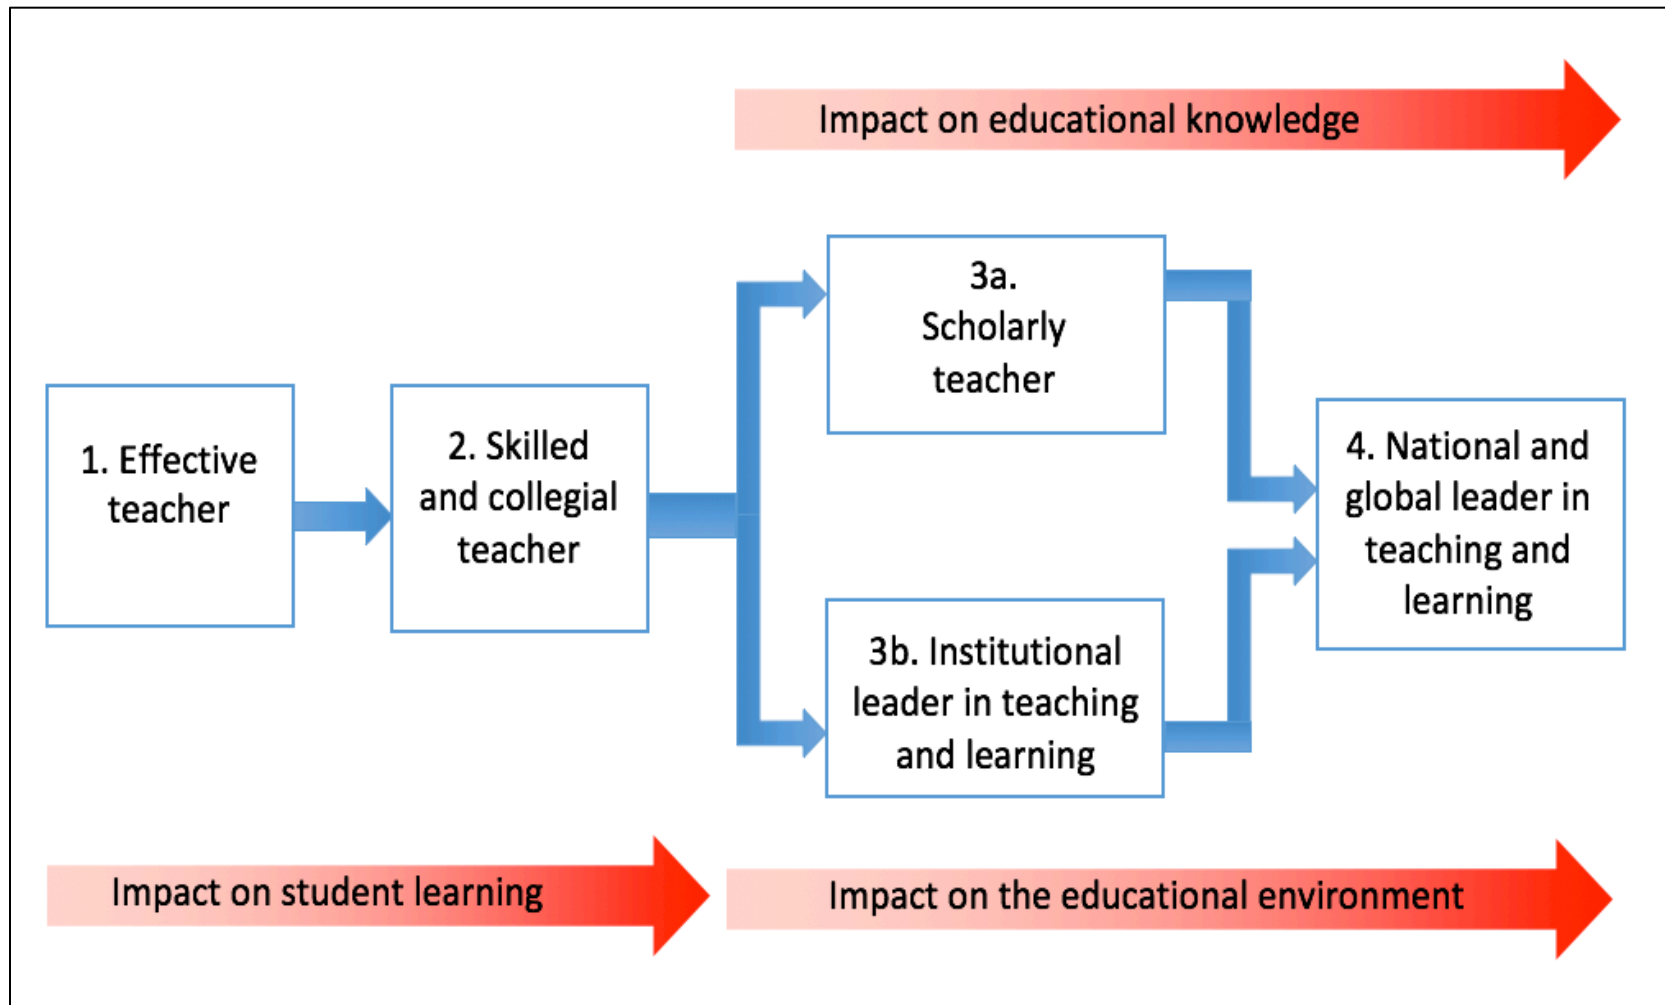 Impact on educational knowledge
3a.
Scholarly
teacher
1. Effective
teacher
2. Skilled
and collegial
teacher
4. National and
global leader in
teaching and
learning
3b. Institutional
leader in teaching
and learning
Impact on student learning
Impact on the educational environment